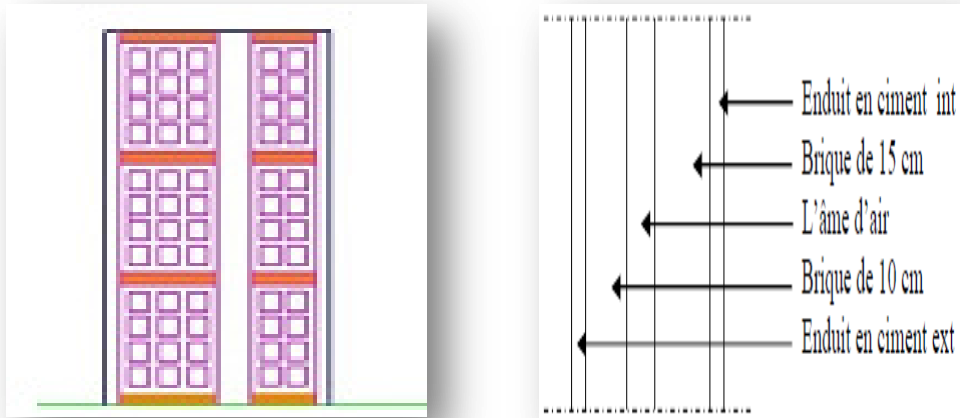 Enduit en ciment int
Brique de 15 cm
L'âme d'air
Brique de 10 cm
Enduit en ciment ext